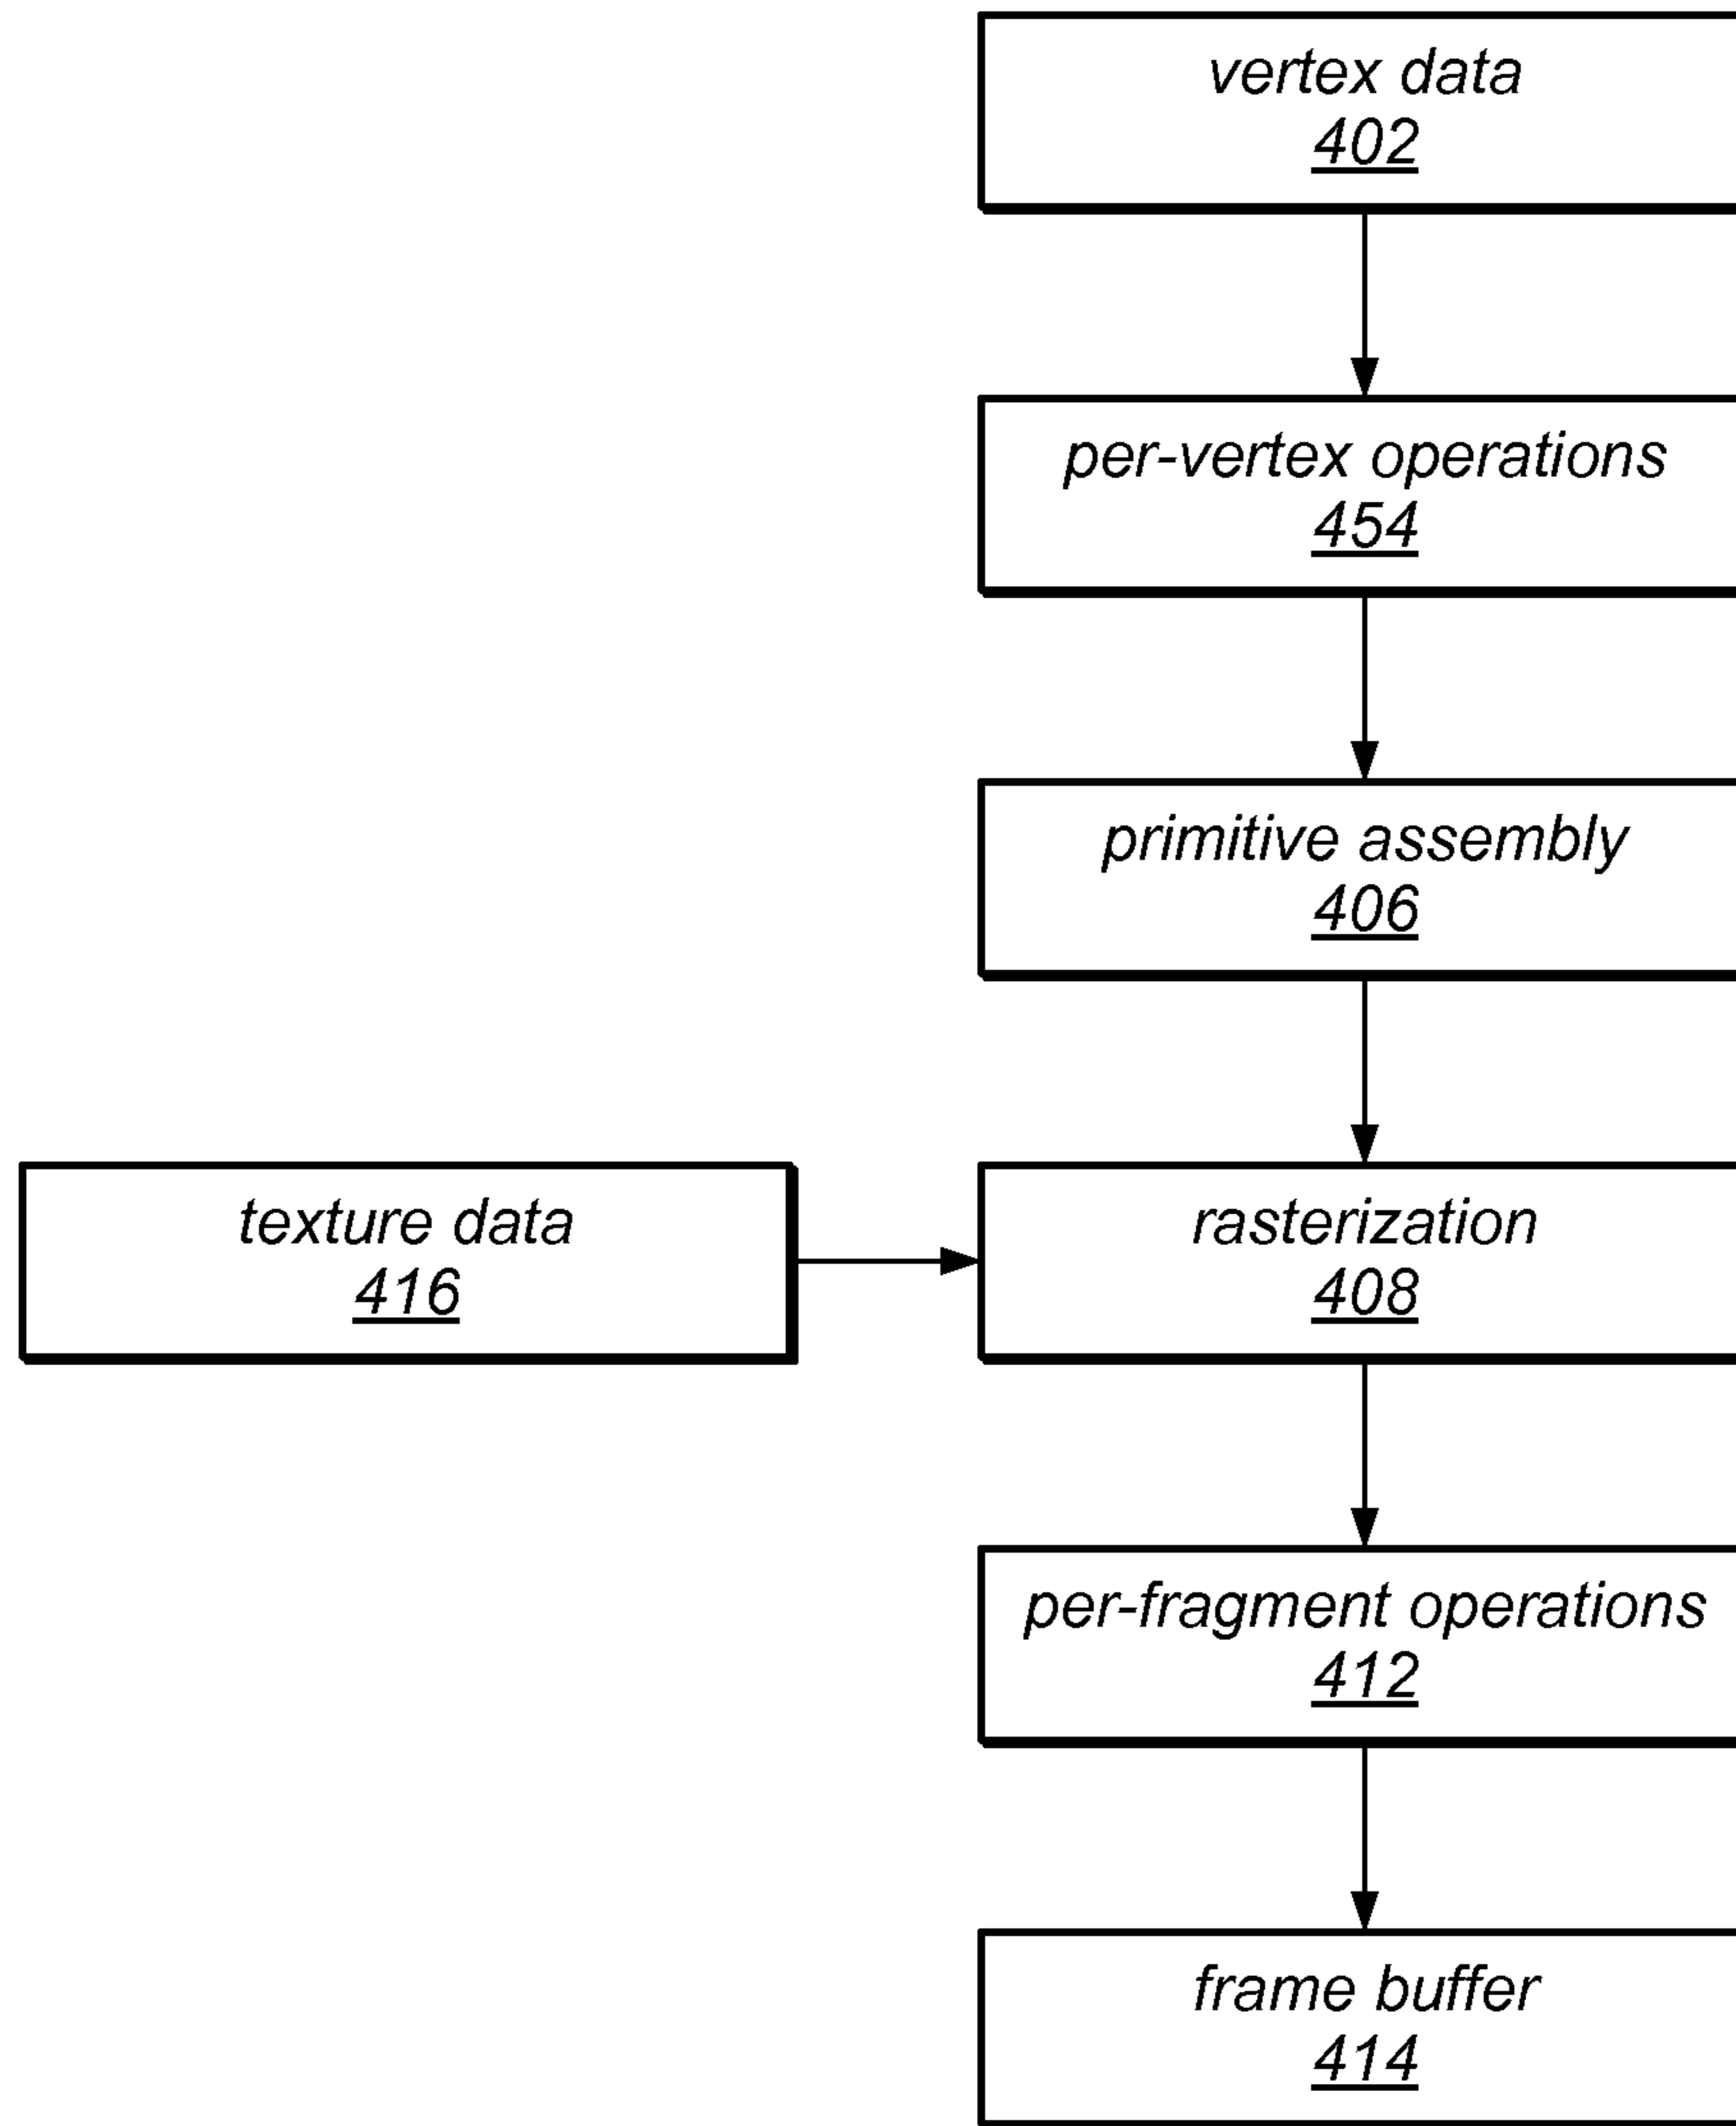 vertex data
402
per-vertex operations
454
primitive assembly
406
texture data
416
rasterization
408
per-fragment operations
412
frame buffer
414